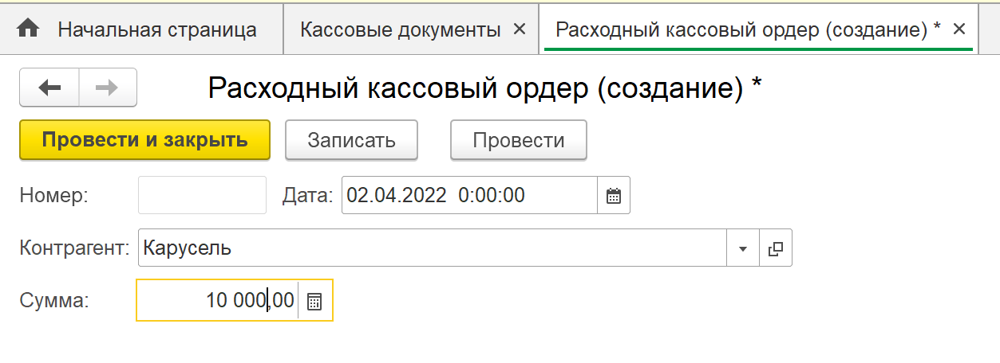 Начальная страница Кассовые документы Расходный кассовый ордер (создание) *
Расходный кассовый ордер (создание) *
Провести и закрыть Записать Провести
Номер: Дата: 02.04.2022 0:00:00
Контрагент: Карусель
Сумма: 10 000,00